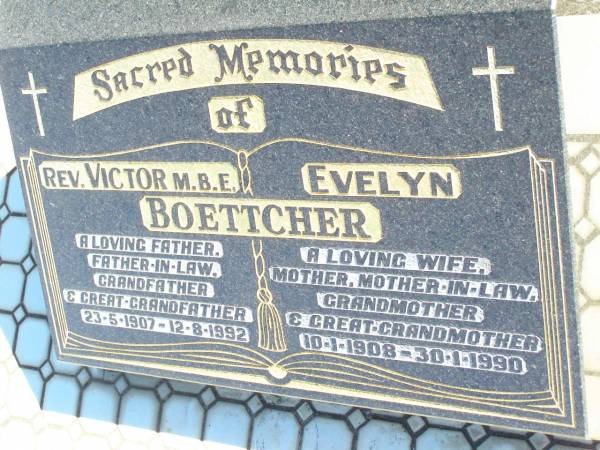 Sacred Memories
of
REV. VICTOR M.B.E.
EVELYN
BOETTCHER
A LOVING FATHER,
FATHER-IN-LAW,
GRANDFATHER
& GREAT-GRANDFATHER
23-5-1907 - 12-8-1992
A LOVING WIFE,
MOTHER, MOTHER-IN-LAW,
GRANDMOTHER
& GREAT-GRANDMOTHER
10-1-1908 - 30-1-1990